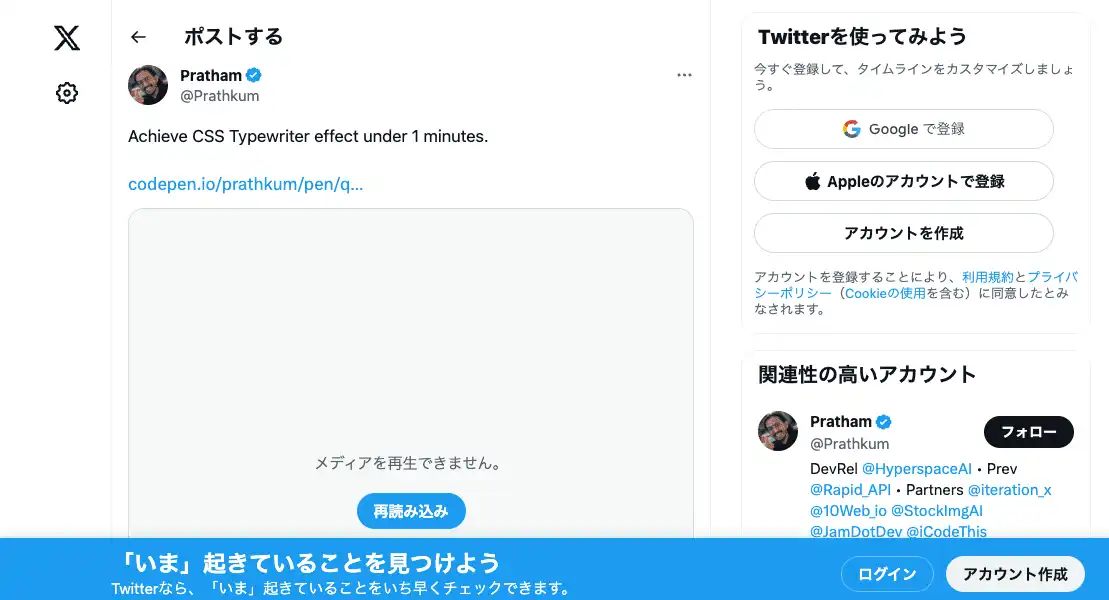 ポストする
Pratham
@Prathkum
Achieve CSS Typewriter effect under 1 minutes.
codepen.io/prathkum/pen/q...
メディアを再生できません。
再読み込み
Twitterを使ってみよう
今すぐ登録して、タイムラインをカスタマイズしましょ
う。
Google で登録
Appleのアカウントで登録
アカウントを作成
アカウントを登録することにより、利用規約とプライバ
シーポリシー（Cookieの使用を含む）に同意したとみ
なされます。
関連性の高いアカウント
Pratham
@Prathkum
フォロー
DevRel @HyperspaceAI • Prev
@Rapid_API • Partners @iteration_x
@10Web_io @StockImgAI
@JamDotDev @iCodeThis
「いま」起きていることを見つけよう
Twitterなら、「いま」起きていることをいち早くチェックできます。
ログイン
アカウント作成